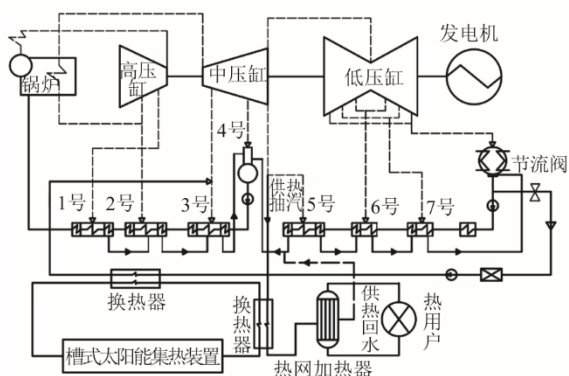 发电机
锅炉
高压
缸
中压缸
低压缸
4号
节流阀
1号
2号
3号
供热
抽汽
5号
6号
7号
换热器
换热器
供热回水
热用户
槽式太阳能集热装置
热网加热器